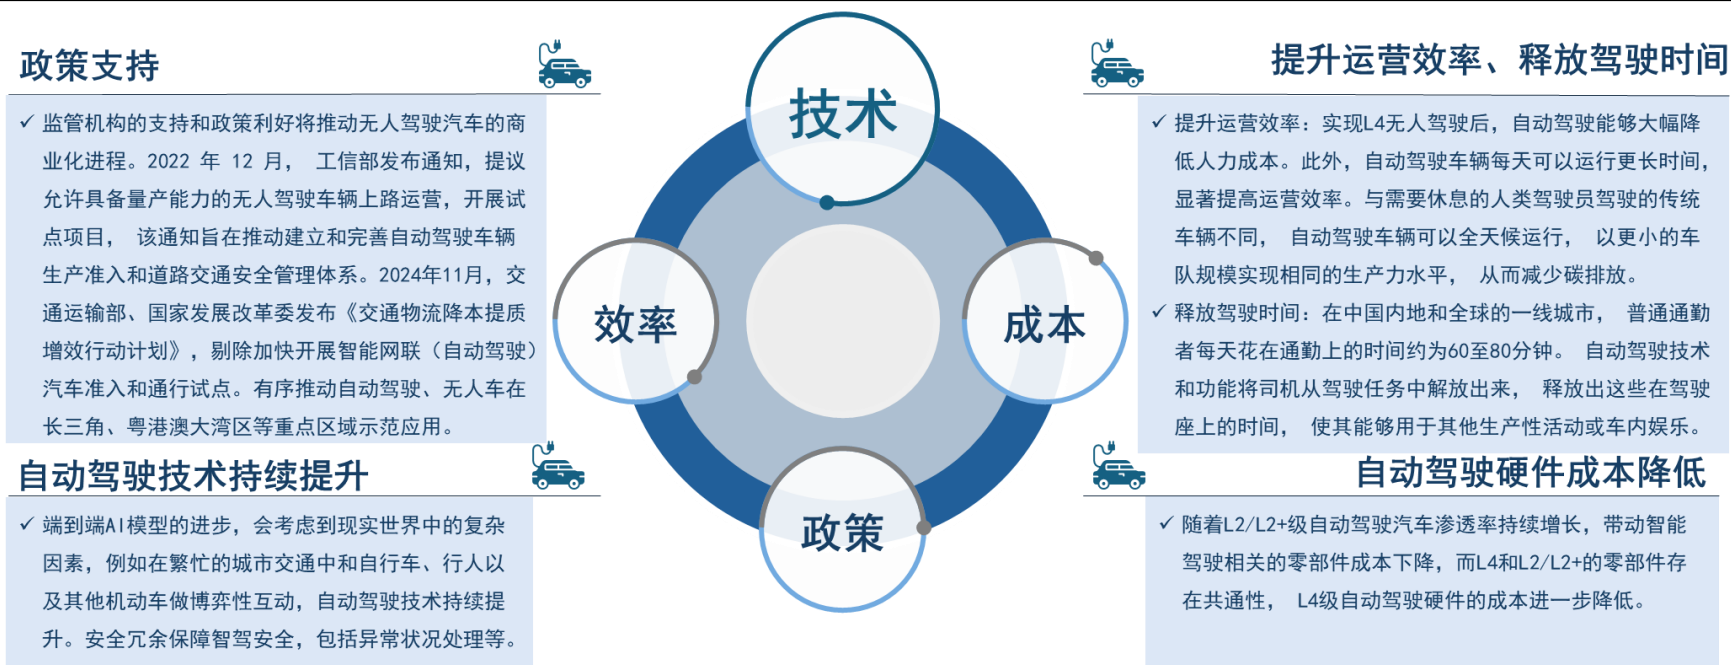 政策支持
✓ 监管机构的支持和政策利好将推动无人驾驶汽车的商
业化进程。2022 年 12 月， 工信部发布通知，提议
允许具备量产能力的无人驾驶车辆上路运营，开展试
点项目， 该通知旨在推动建立和完善自动驾驶车辆
生产准入和道路交通安全管理体系。2024年11月，交
通运输部、国家发展改革委发布《交通物流降本提质
增效行动计划》，剔除加快开展智能网联（自动驾驶）
汽车准入和通行试点。有序推动自动驾驶、无人车在
长三角、粤港澳大湾区等重点区域示范应用。
自动驾驶技术持续提升
✓ 端到端AI模型的进步，会考虑到现实世界中的复杂
因素，例如在繁忙的城市交通中和自行车、行人以
及其他机动车做博弈性互动，自动驾驶技术持续提
升。安全冗余保障智驾安全，包括异常状况处理等。
技术
效率
成本
政策
提升运营效率、释放驾驶时间
✓ 提升运营效率：实现L4无人驾驶后，自动驾驶能够大幅降
低人力成本。此外，自动驾驶车辆每天可以运行更长时间，
显著提高运营效率。与需要休息的人类驾驶员驾驶的传统
车辆不同， 自动驾驶车辆可以全天候运行， 以更小的车
队规模实现相同的生产力水平， 从而减少碳排放。
✓ 释放驾驶时间：在中国内地和全球的一线城市， 普通通勤
者每天花在通勤上的时间约为60至80分钟。 自动驾驶技术
和功能将司机从驾驶任务中解放出来， 释放出这些在驾驶
座上的时间， 使其能够用于其他生产性活动或车内娱乐。
自动驾驶硬件成本降低
✓ 随着L2/L2+级自动驾驶汽车渗透率持续增长，带动智能
驾驶相关的零部件成本下降，而L4和L2/L2+的零部件存
在共通性， L4级自动驾驶硬件的成本进一步降低。